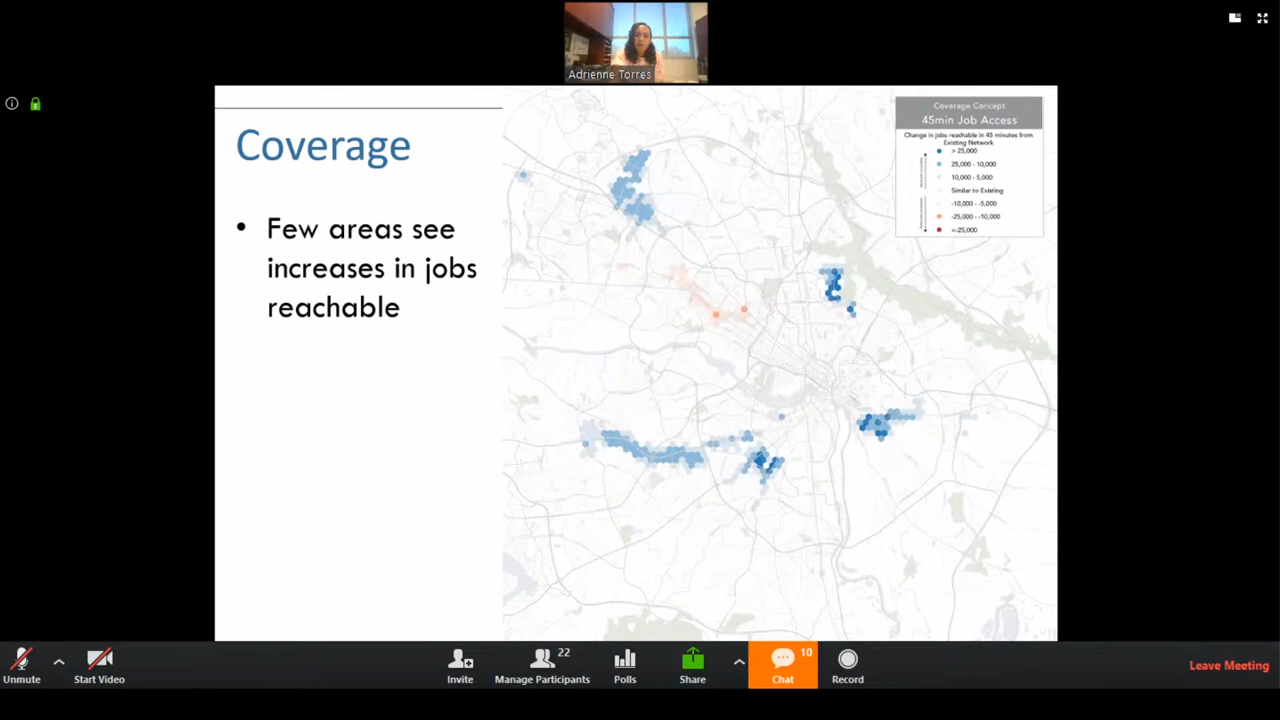 Adrienne Torres
Coverage
• Few areas see
increases in jobs
reachable
Coverage Concept
45min Job Access
Change in jobs reachable in 45 minutes from
Existing Network
> 25,000
25,000 - 10,000
10,000 - 5,000
Similar to Existing
-10,000 - -5,000
-25,000 - -10,000
<-25,000
Unmute
Start Video
Invite
22
Manage Participants
Polls
Share
10
Chat
Record
Leave Meeting